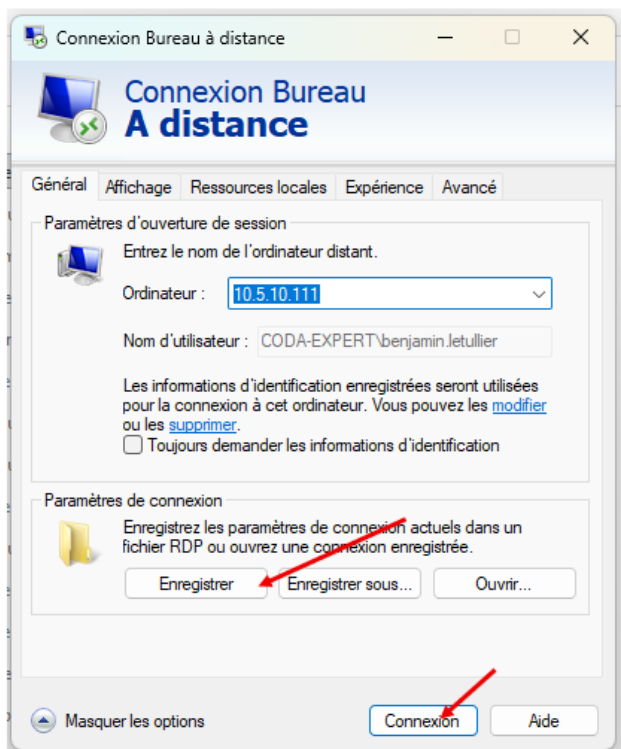 Connexion Bureau à distance
Connexion Bureau
A distance
Général Affichage Ressources locales Expérience Avancé
Paramètres d'ouverture de session
Entrez le nom de l'ordinateur distant.
Ordinateur : 10.5.10.111
Nom d'utilisateur : CODA-EXPERT\benjamin.letullier
Les informations d'identification enregistrées seront utilisées
pour la connexion à cet ordinateur. Vous pouvez les modifier
ou les supprimer.
Toujours demander les informations d'identification
Paramètres de connexion
Enregistrez les paramètres de connexion actuels dans un
fichier RDP ou ouvrez une connexion enregistrée.
Enregistrer Enregistrer sous... Ouvrir...
Masquer les options Connexion Aide